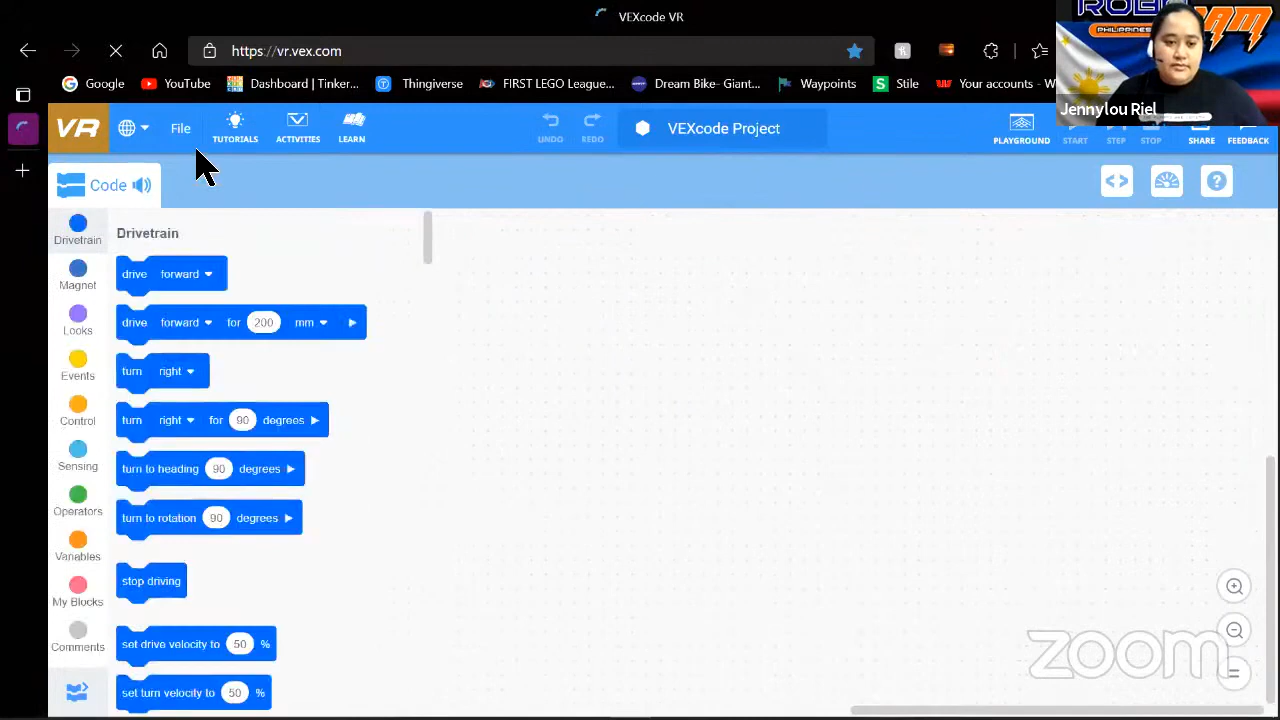 VEXcode VR
https://vr.vex.com
Google
YouTube
Dashboard | Tinker...
Thingiverse
FIRST LEGO League...
Dream Bike- Giant...
Waypoints
Stile
Your accounts - W
PHILIPPINES
Jennylou Riel
VR
File
TUTORIALS
ACTIVITIES
LEARN
UNDO
REDO
VEXcode Project
PLAYGROUND
START
STEP
STOP
SHARE
FEEDBACK
Code
Drivetrain
Magnet
Looks
Events
Control
Sensing
Operators
Variables
My Blocks
Comments
Drivetrain
drive forward
drive forward for 200 mm
turn right
turn right for 90 degrees
turn to heading 90 degrees
turn to rotation 90 degrees
stop driving
set drive velocity to 50 %
set turn velocity to 50 %
zoom